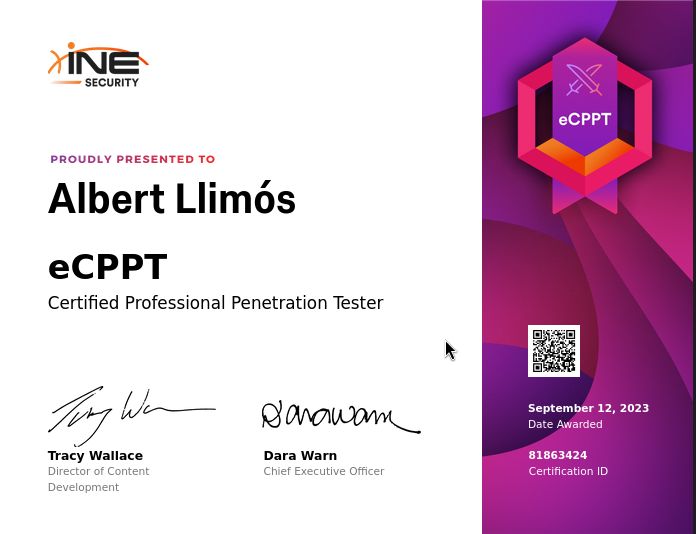 INE
SECURITY
PROUDLY PRESENTED TO
Albert Llimós
eCPPT
Certified Professional Penetration Tester
Tracy Wallace
Director of Content
Development
Dara Warn
Chief Executive Officer
eCPPT
September 12, 2023
Date Awarded
81863424
Certification ID